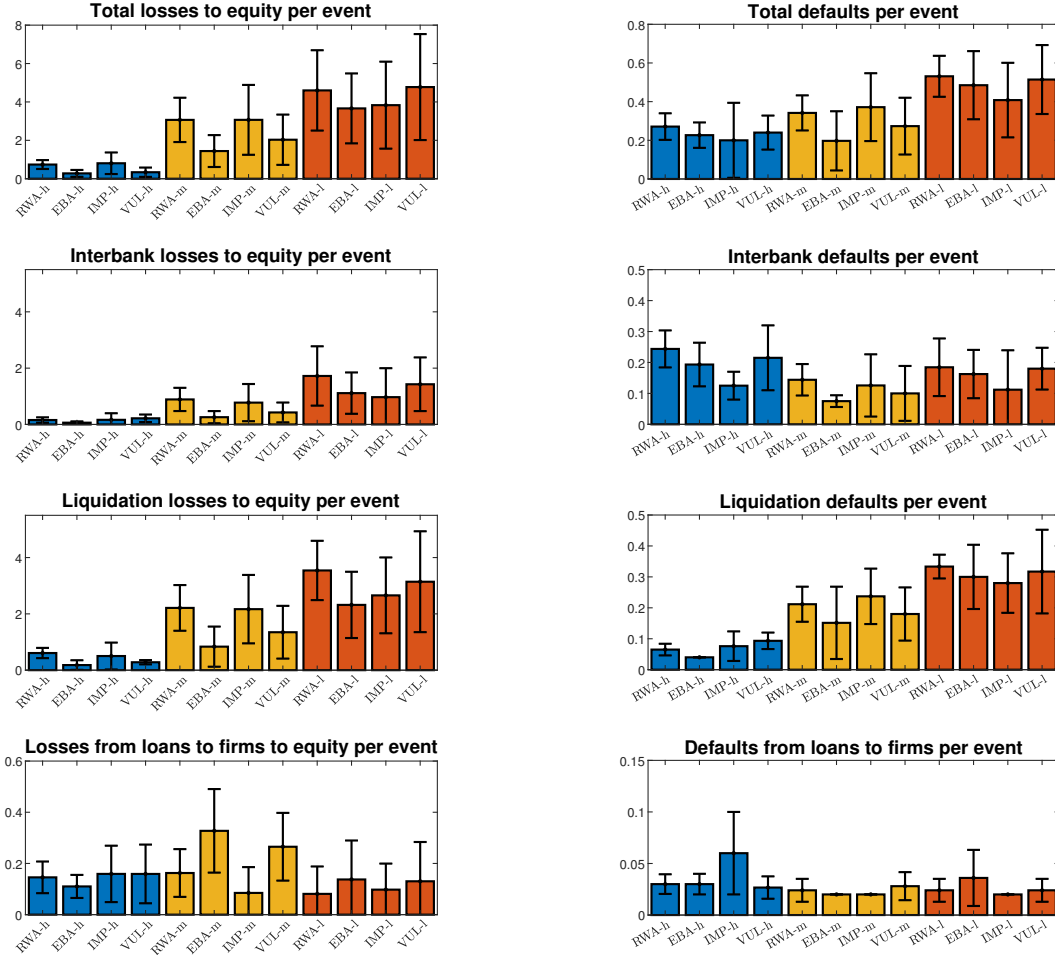 Total losses to equity per event
8
6
4
2
0
RWA-h EBA-h IMP-h VUL-h RWA-m EBA-m IMP-m VUL-m RWA-l EBA-l IMP-l VUL-l
Total defaults per event
0.8
0.6
0.4
0.2
0
RWA-h EBA-h IMP-h VUL-h RWA-m EBA-m IMP-m VUL-m RWA-l EBA-l IMP-l VUL-l
Interbank losses to equity per event
4
2
0
RWA-h EBA-h IMP-h VUL-h RWA-m EBA-m IMP-m VUL-m RWA-l EBA-l IMP-l VUL-l
Interbank defaults per event
0.5
0.4
0.3
0.2
0.1
0
RWA-h EBA-h IMP-h VUL-h RWA-m EBA-m IMP-m VUL-m RWA-l EBA-l IMP-l VUL-l
Liquidation losses to equity per event
4
2
0
RWA-h EBA-h IMP-h VUL-h RWA-m EBA-m IMP-m VUL-m RWA-l EBA-l IMP-l VUL-l
Liquidation defaults per event
0.5
0.4
0.3
0.2
0.1
0
RWA-h EBA-h IMP-h VUL-h RWA-m EBA-m IMP-m VUL-m RWA-l EBA-l IMP-l VUL-l
Losses from loans to firms to equity per event
0.6
0.4
0.2
0
RWA-h EBA-h IMP-h VUL-h RWA-m EBA-m IMP-m VUL-m RWA-l EBA-l IMP-l VUL-l
Defaults from loans to firms per event
0.15
0.1
0.05
0
RWA-h EBA-h IMP-h VUL-h RWA-m EBA-m IMP-m VUL-m RWA-l EBA-l IMP-l VUL-l